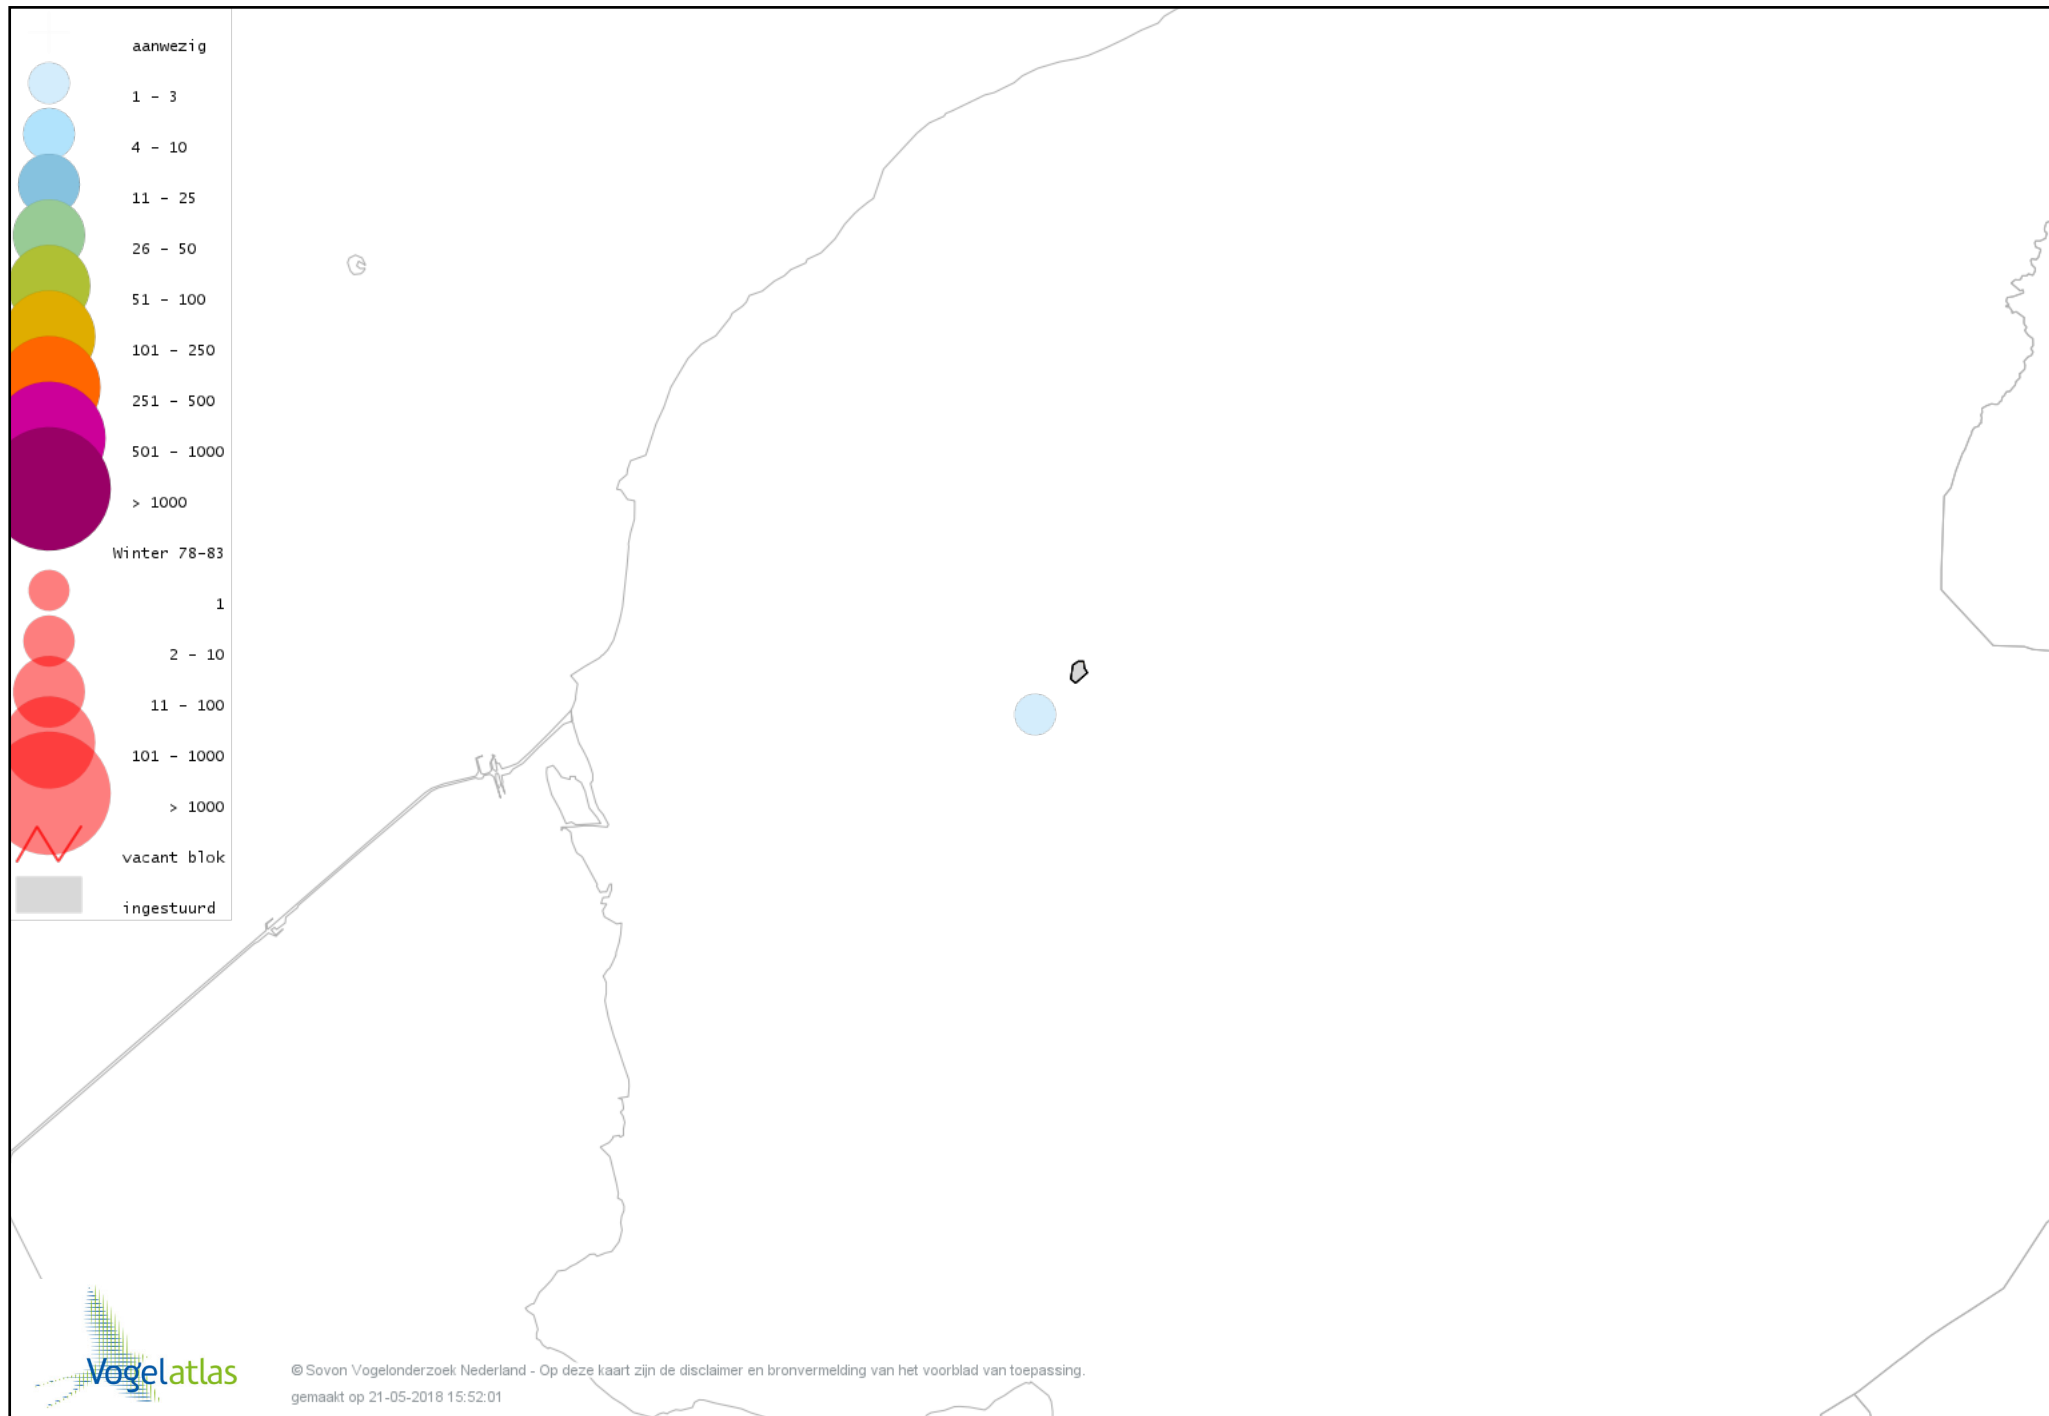 aanwezig
1 - 3
4 - 10
11 - 25
26 - 50
51 - 100
101 - 250
251 - 500
501 - 1000
> 1000
Winter 78-83
1
2 - 10
11 - 100
101 - 1000
> 1000
vacant blok
ingestuurd
Vogelatlas
© Sovon Vogelonderzoek Nederland - Op deze kaart zijn de disclaimer en bronvermelding van het voorblad van toepassing.
gemaakt op 21-05-2018 15:52:01